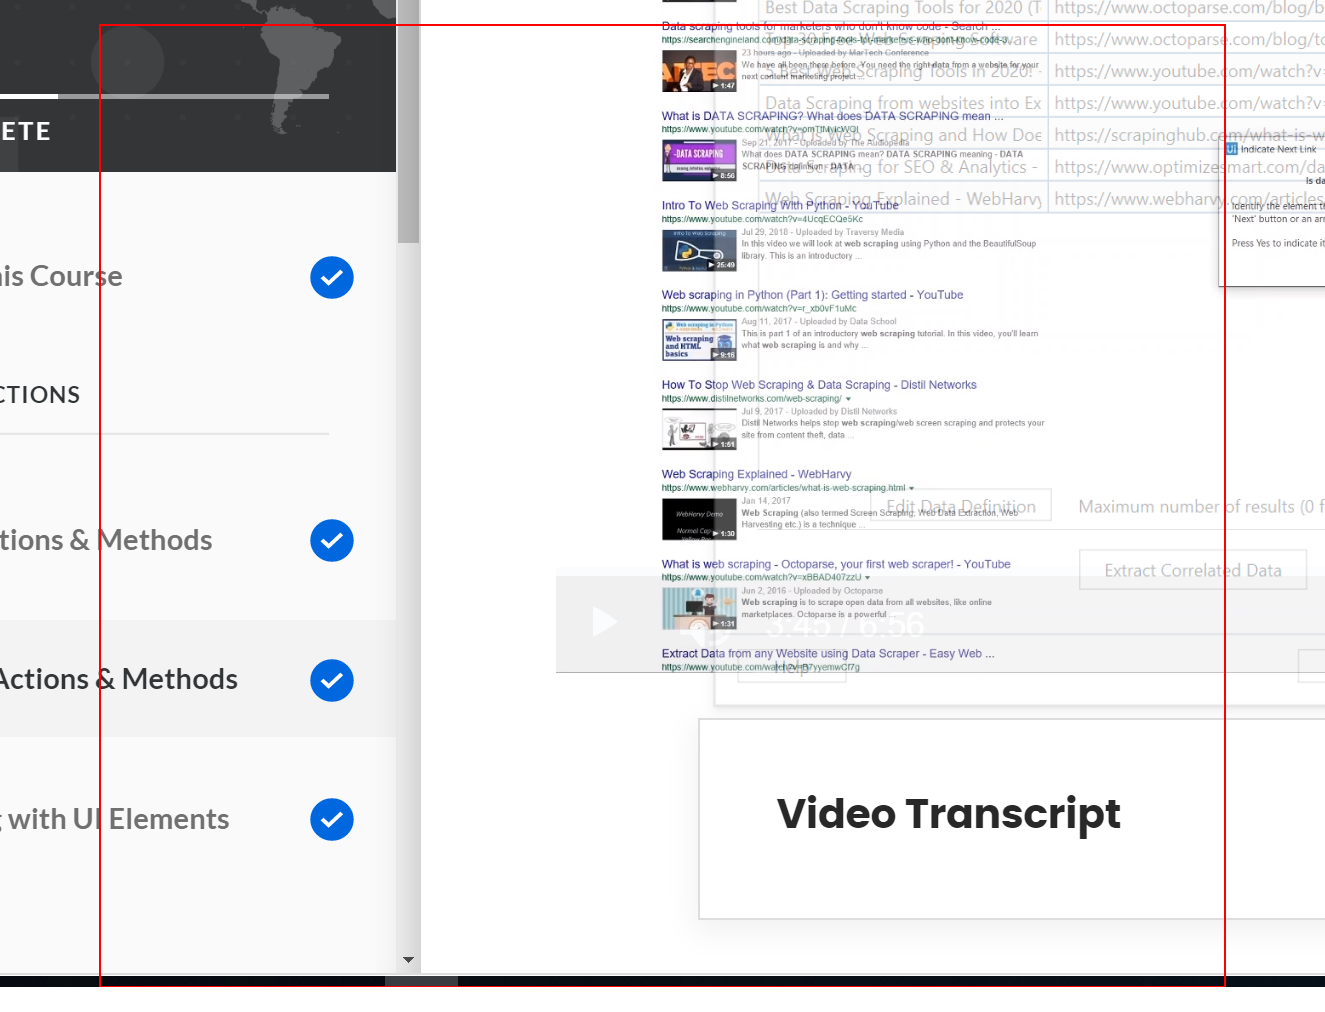 ETE
is Course
CTIONS
tions & Methods
Actions & Methods
with UI Elements
Best Data Scraping Tools for 2020 (T https://www.octoparse.com/blog/b
Data scraping tools for marketers who don't know code - Search ...
Top 30 Free Web Scraping Software https://www.octoparse.com/blog/to
23 hours ago - Uploaded by MarTech Conference
We have all been there before. You need the right data from a website for your
next content marketing project ...
1:47
5 Best Web Scraping Tools in 2020! - https://www.youtube.com/watch?v=
Data Scraping from websites into Ex https://www.youtube.com/watch?v=
What is DATA SCRAPING? What does DATA SCRAPING mean ...
What is Web Scraping and How Doe https://scrapinghub.com/what-is-w
Sep 21, 2017 - Uploaded by The Audiopedia
What does DATA SCRAPING mean? DATA SCRAPING meaning - DATA
SCRAPING definition - DATA ...
-DATA SCRAPING
8:56
Data Scraping for SEO & Analytics - https://www.optimizesmart.com/da
Web Scraping Explained - WebHarvy https://www.webharvy.com/articles
Ui Indicate Next Link
Is da
Identify the element th
'Next' button or an arr
Press Yes to indicate it
Intro To Web Scraping With Python - YouTube
https://www.youtube.com/watch?v=4UcqECQe5Kc
Jul 29, 2018 - Uploaded by Traversy Media
In this video we will look at web scraping using Python and the BeautifulSoup
library. This is an introductory ...
Intro To Web Scraping
25:49
Web scraping in Python (Part 1): Getting started - YouTube
https://www.youtube.com/watch?v=r_xb0vF1uMc
Aug 11, 2017 - Uploaded by Data School
This is part 1 of an introductory web scraping tutorial. In this video, you'll learn
what web scraping is and why ...
Web scraping in Python
Web scraping
and HTML
basics
9:16
How To Stop Web Scraping & Data Scraping - Distil Networks
https://www.distilnetworks.com/web-scraping/
Jul 9, 2017 - Uploaded by Distil Networks
Distil Networks helps stop web scraping/web screen scraping and protects your
site from content theft, data ...
1:51
Web Scraping Explained - WebHarvy
https://www.webharvy.com/articles/what-is-web-scraping.html
Jan 14, 2017
Web Scraping (also termed Screen Scraping, Web Data Extraction, Web
Harvesting etc.) is a technique ...
WebHarvy Demo
1:30
Edit Data Definition Maximum number of results (0 f
Extract Correlated Data
What is web scraping - Octoparse, your first web scraper! - YouTube
https://www.youtube.com/watch?v=xBBAD407zzU
Jun 2, 2016 - Uploaded by Octoparse
Web scraping is to scrape open data from all websites, like online
marketplaces. Octoparse is a powerful ...
1:31
3:45 / 6:56
Extract Data from any Website using Data Scraper - Easy Web ...
https://www.youtube.com/watch?v=B7yyemwCf7g
Help
Video Transcript